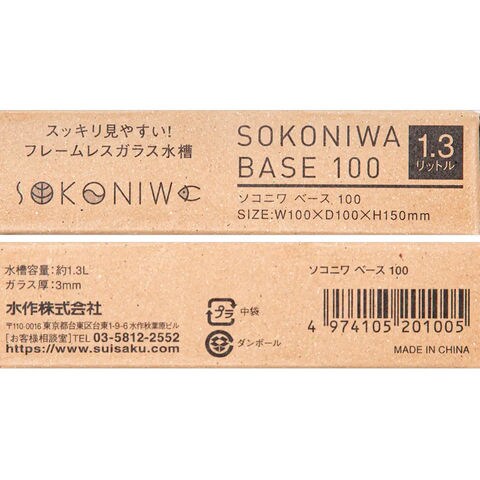 スッキリ見やすい!
フレームレスガラス水槽
SOKONIWA
SOKONIWA
BASE 100
1.3
リットル
ソコニワ ベース 100
SIZE:W100×D100×H150mm
水槽容量:約1.3L
ガラス厚:3mm
水作株式会社
〒110-0016 東京都台東区台東1-9-6 水作秋葉原ビル
[お客様相談室] TEL 03-5812-2552
https://www.suisaku.com
プラ 中袋
ダンボール
ソコニワ ベース 100
4 974105 201005
MADE IN CHINA